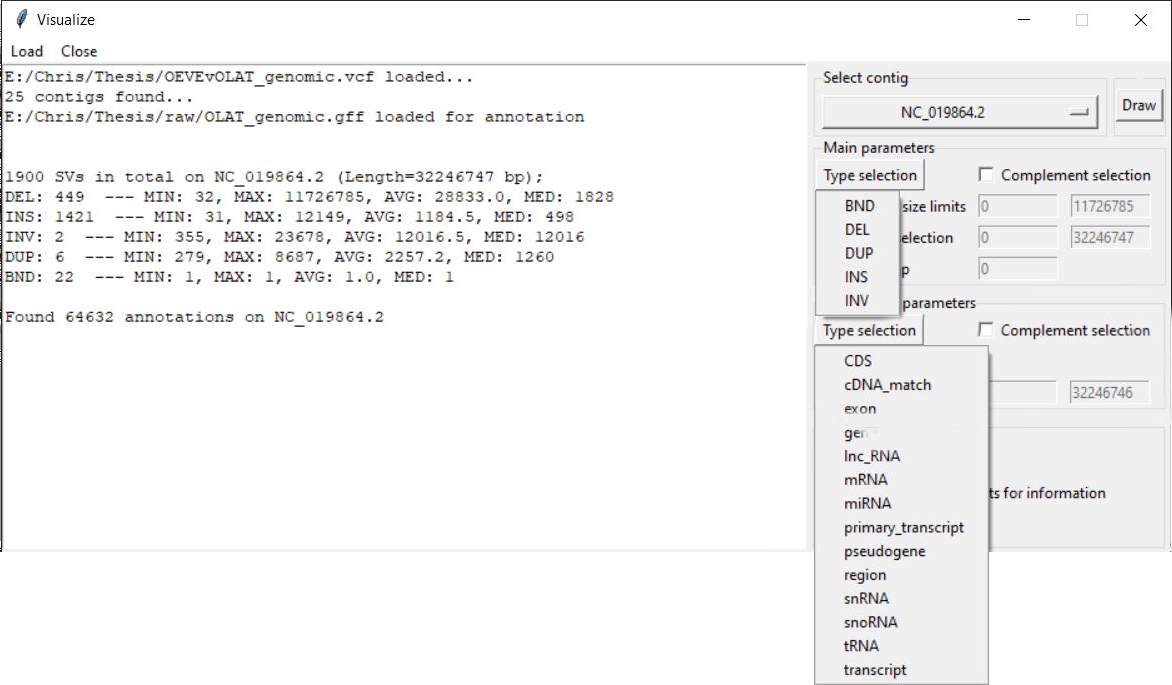 Visualize
Load Close
E:/Chris/Thesis/OEVEvOLAT_genomic.vcf loaded...
25 contigs found...
E:/Chris/Thesis/raw/OLAT_genomic.gff loaded for annotation
1900 SVs in total on NC_019864.2 (Length=32246747 bp);
DEL: 449  --- MIN: 32, MAX: 11726785, AVG: 28833.0, MED: 1828
INS: 1421  --- MIN: 31, MAX: 12149, AVG: 1184.5, MED: 498
INV: 2  --- MIN: 355, MAX: 23678, AVG: 12016.5, MED: 12016
DUP: 6  --- MIN: 279, MAX: 8687, AVG: 2257.2, MED: 1260
BND: 22  --- MIN: 1, MAX: 1, AVG: 1.0, MED: 1
Found 64632 annotations on NC_019864.2
Select contig
NC_019864.2
Draw
Main parameters
Type selection
Complement selection
BND
DEL
DUP
INS
INV
size limits 0 11726785
election 0 32246747
p 0
parameters
Type selection
Complement selection
32246746
CDS
cDNA_match
exon
lnc_RNA
mRNA
miRNA
primary_transcript
pseudogene
region
snRNA
snoRNA
tRNA
transcript
ts for information